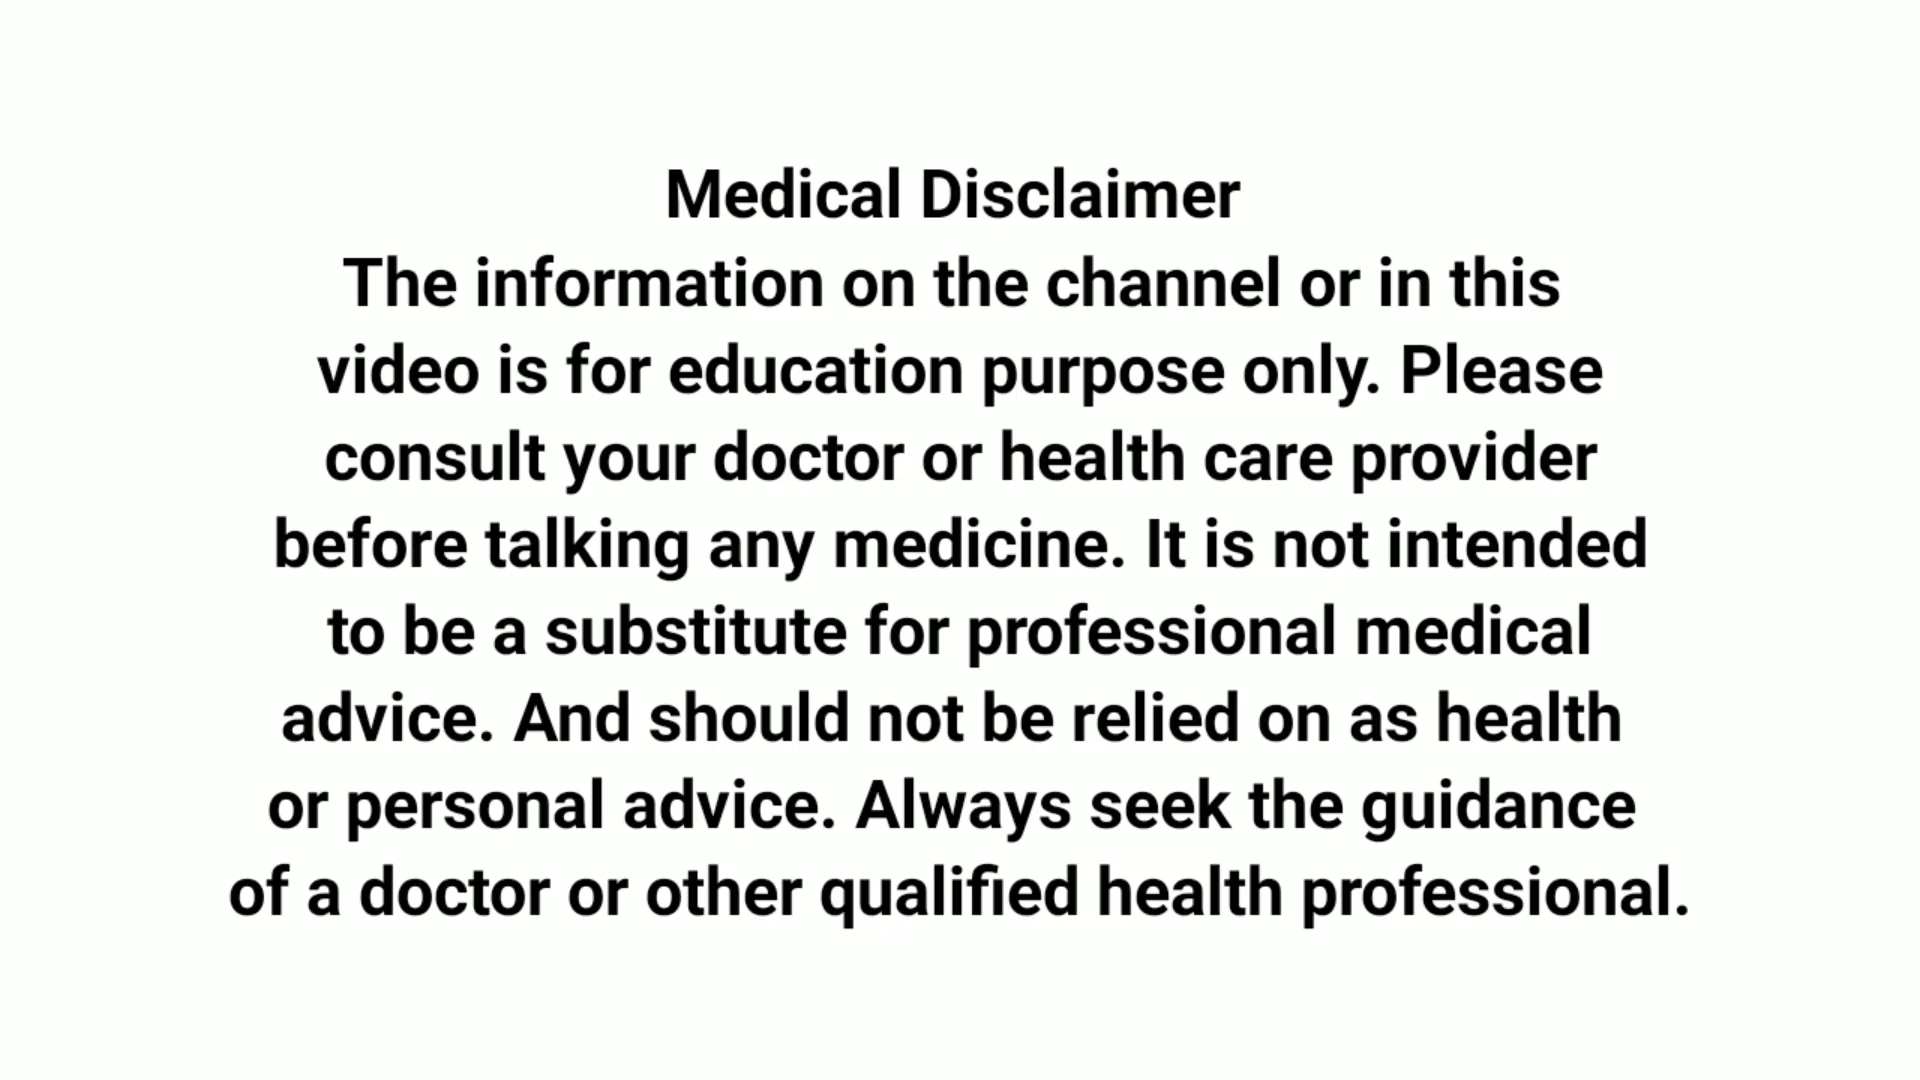 Medical Disclaimer
The information on the channel or in this
video is for education purpose only. Please
consult your doctor or health care provider
before talking any medicine. It is not intended
to be a substitute for professional medical
advice. And should not be relied on as health
or personal advice. Always seek the guidance
of a doctor or other qualified health professional.